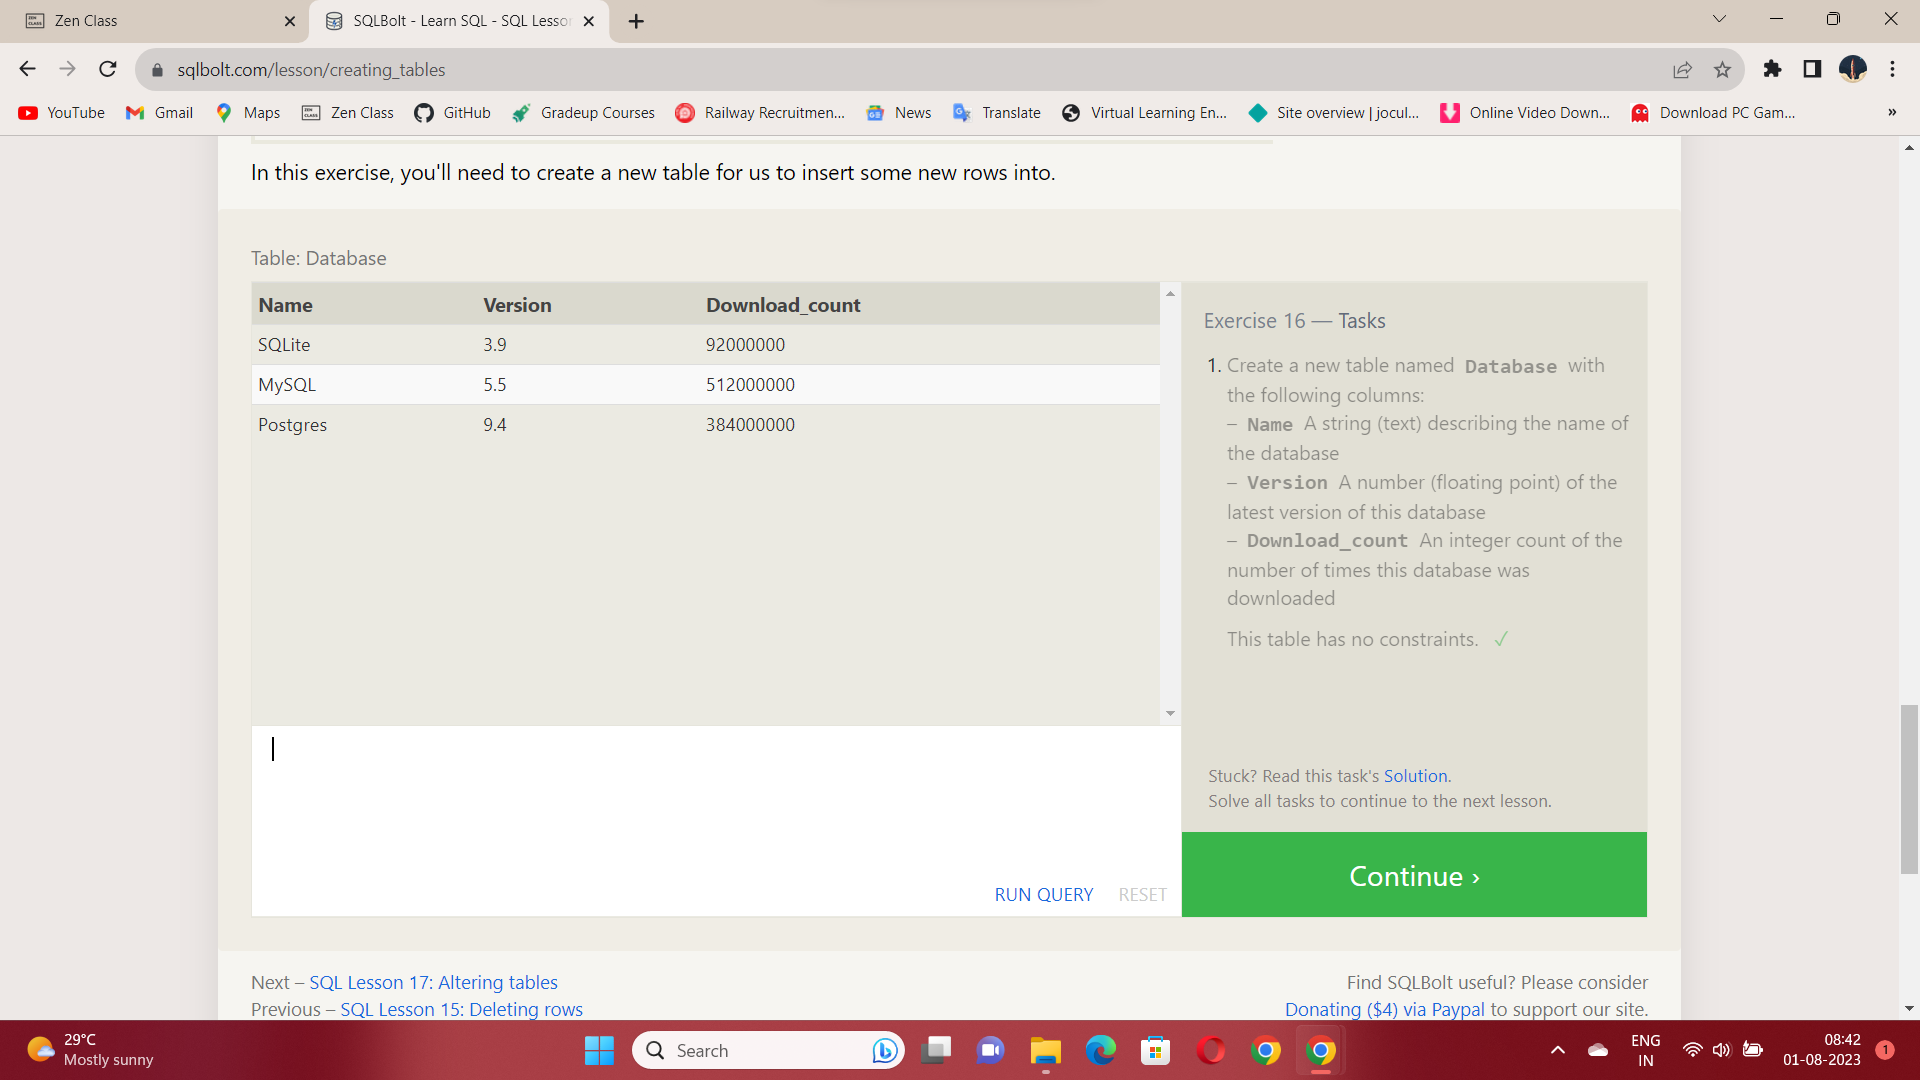 Zen Class
SQLBolt - Learn SQL - SQL Lesson
sqlbolt.com/lesson/creating_tables
YouTube
Gmail
Maps
Zen Class
GitHub
Gradeup Courses
Railway Recruitmen...
News
Translate
Virtual Learning En...
Site overview | jocul...
Online Video Down...
Download PC Gam...
»
In this exercise, you'll need to create a new table for us to insert some new rows into.
Table: Database
Name Version Download_count
SQLite 3.9 92000000
MySQL 5.5 512000000
Postgres 9.4 384000000
Exercise 16 — Tasks
1. Create a new table named Database with
the following columns:
– Name A string (text) describing the name of
the database
– Version A number (floating point) of the
latest version of this database
– Download_count An integer count of the
number of times this database was
downloaded
This table has no constraints. ✓
Stuck? Read this task's Solution.
Solve all tasks to continue to the next lesson.
RUN QUERY RESET
Continue ›
Next – SQL Lesson 17: Altering tables
Previous – SQL Lesson 15: Deleting rows
Find SQLBolt useful? Please consider
Donating ($4) via Paypal to support our site.
29°C
Mostly sunny
Search
ENG
IN
08:42
01-08-2023
1